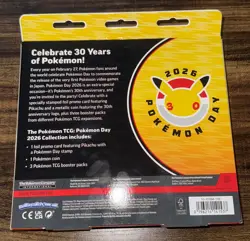 Celebrate 30 Years
of Pokémon!
Every year on February 27, Pokémon fans around
the world celebrate Pokémon Day to commemorate
the release of the very first Pokémon video games
in Japan. Pokémon Day 2026 is an extra-special
occasion—it's Pokémon's 30th anniversary, and
you're invited to the party! Celebrate with a
specially stamped foil promo card featuring
Pikachu and a metallic coin featuring the 30th
anniversary logo, plus three booster packs
from different Pokémon TCG expansions.
The Pokémon TCG: Pokémon Day
2026 Collection includes:
1 foil promo card featuring Pikachu with
a Pokémon Day stamp
1 Pokémon coin
3 Pokémon TCG booster packs
2026
3 0
POKÉMON DAY
CE